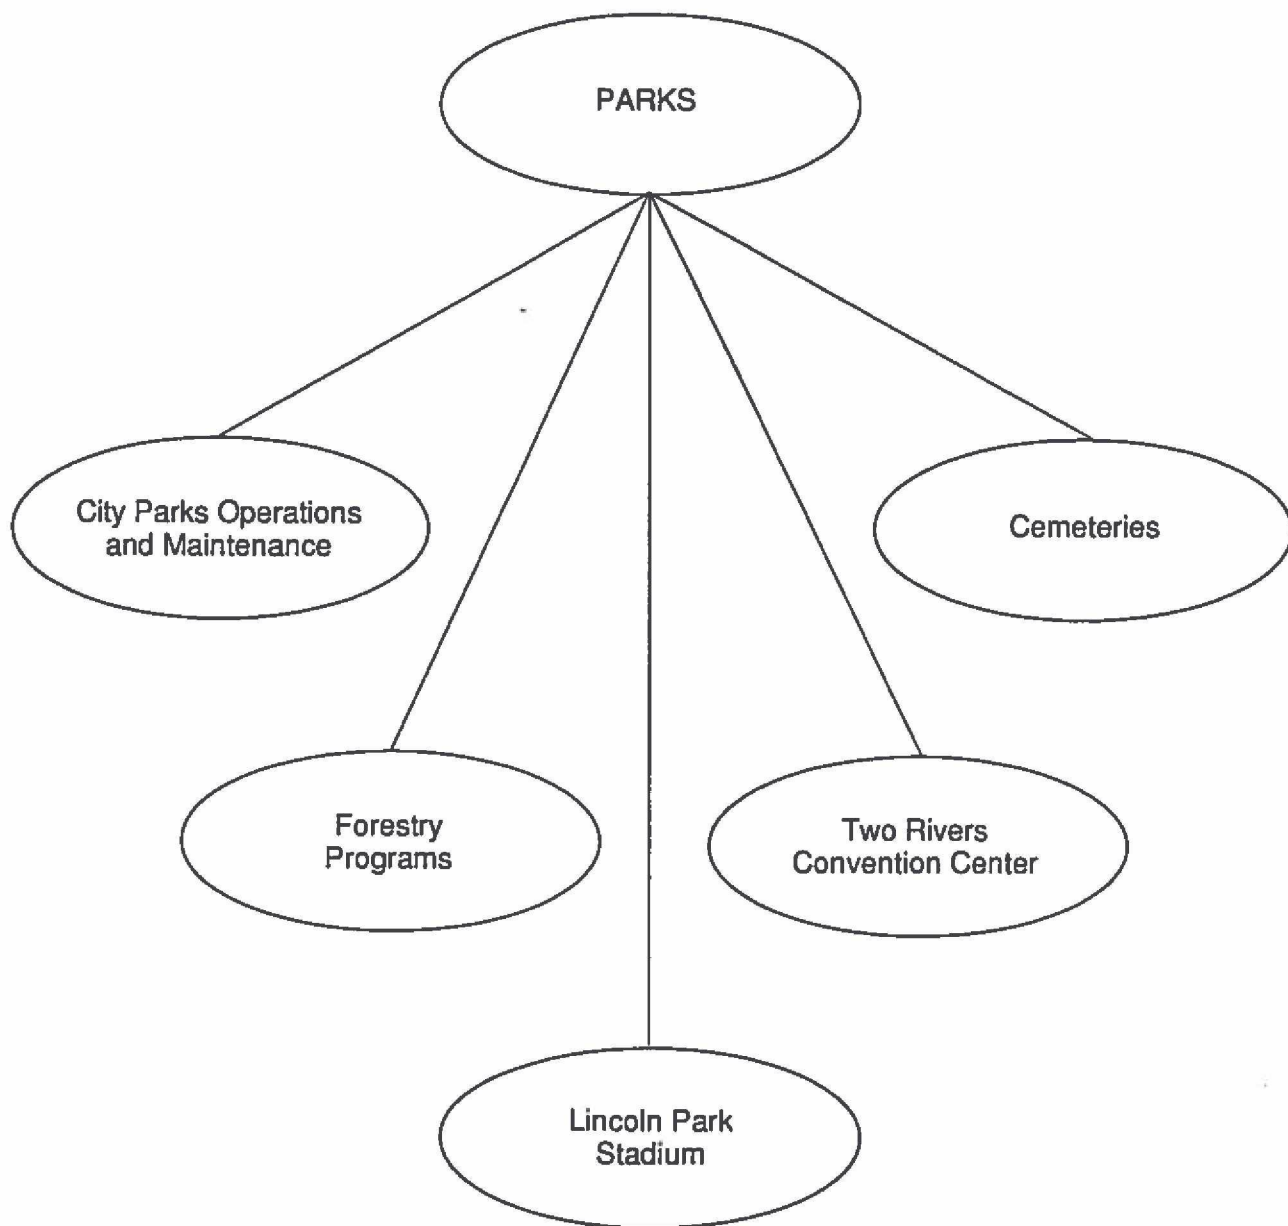 PARKS
City Parks Operations
and Maintenance
Cemeteries
Forestry
Programs
Two Rivers
Convention Center
Lincoln Park
Stadium